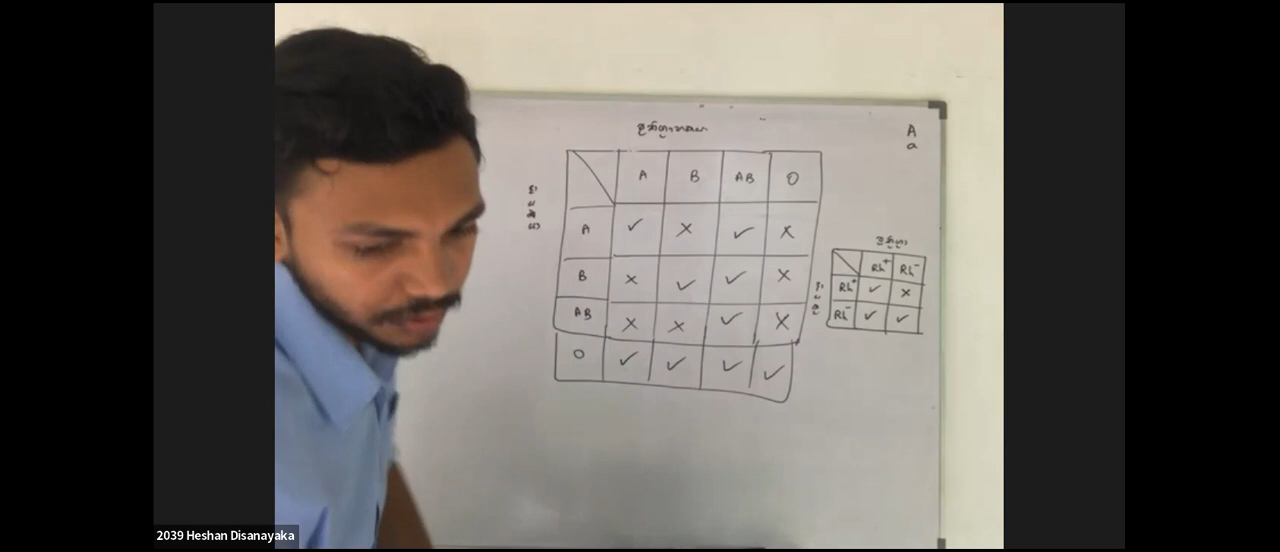 A
a
A B AB O
A ✓ × ✓ ×
B × ✓ ✓ ×
AB × × ✓ ×
O ✓ ✓ ✓ ✓
Rh+ Rh-
Rh+ ✓ ×
Rh- ✓ ✓
2039 Heshan Disanayaka